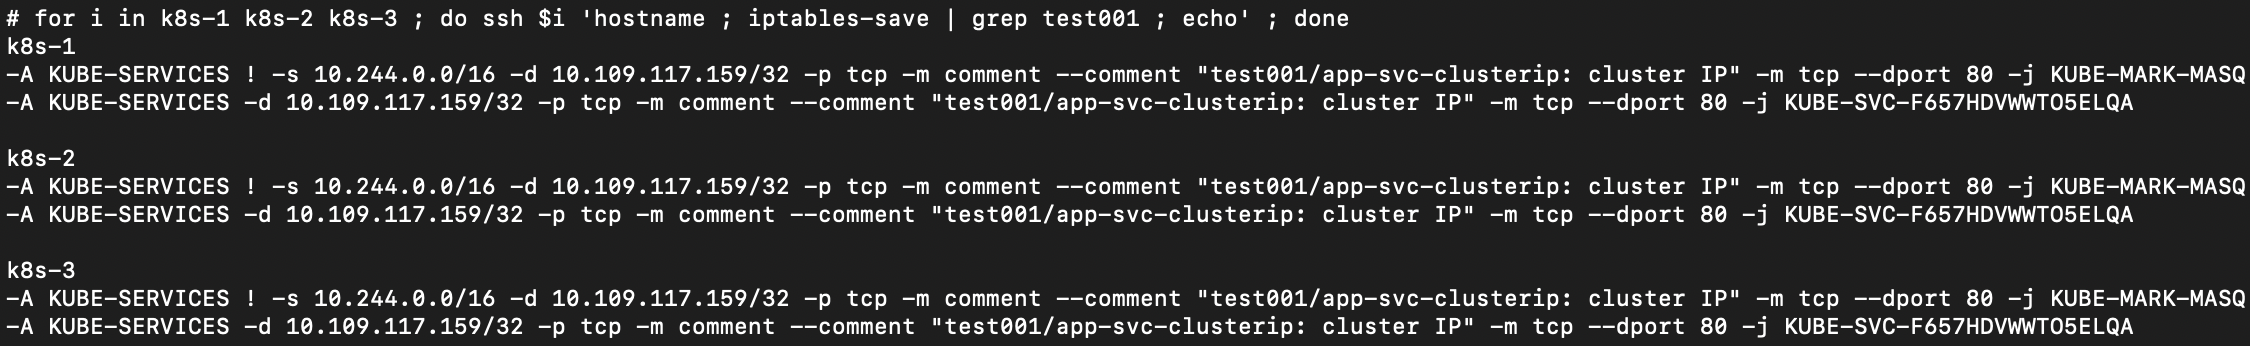 # for i in k8s-1 k8s-2 k8s-3 ; do ssh $i 'hostname ; iptables-save | grep test001 ; echo' ; done
k8s-1
-A KUBE-SERVICES ! -s 10.244.0.0/16 -d 10.109.117.159/32 -p tcp -m comment --comment "test001/app-svc-clusterip: cluster IP" -m tcp --dport 80 -j KUBE-MARK-MASQ
-A KUBE-SERVICES -d 10.109.117.159/32 -p tcp -m comment --comment "test001/app-svc-clusterip: cluster IP" -m tcp --dport 80 -j KUBE-SVC-F657HDVWWTO5ELQA
k8s-2
-A KUBE-SERVICES ! -s 10.244.0.0/16 -d 10.109.117.159/32 -p tcp -m comment --comment "test001/app-svc-clusterip: cluster IP" -m tcp --dport 80 -j KUBE-MARK-MASQ
-A KUBE-SERVICES -d 10.109.117.159/32 -p tcp -m comment --comment "test001/app-svc-clusterip: cluster IP" -m tcp --dport 80 -j KUBE-SVC-F657HDVWWTO5ELQA
k8s-3
-A KUBE-SERVICES ! -s 10.244.0.0/16 -d 10.109.117.159/32 -p tcp -m comment --comment "test001/app-svc-clusterip: cluster IP" -m tcp --dport 80 -j KUBE-MARK-MASQ
-A KUBE-SERVICES -d 10.109.117.159/32 -p tcp -m comment --comment "test001/app-svc-clusterip: cluster IP" -m tcp --dport 80 -j KUBE-SVC-F657HDVWWTO5ELQA